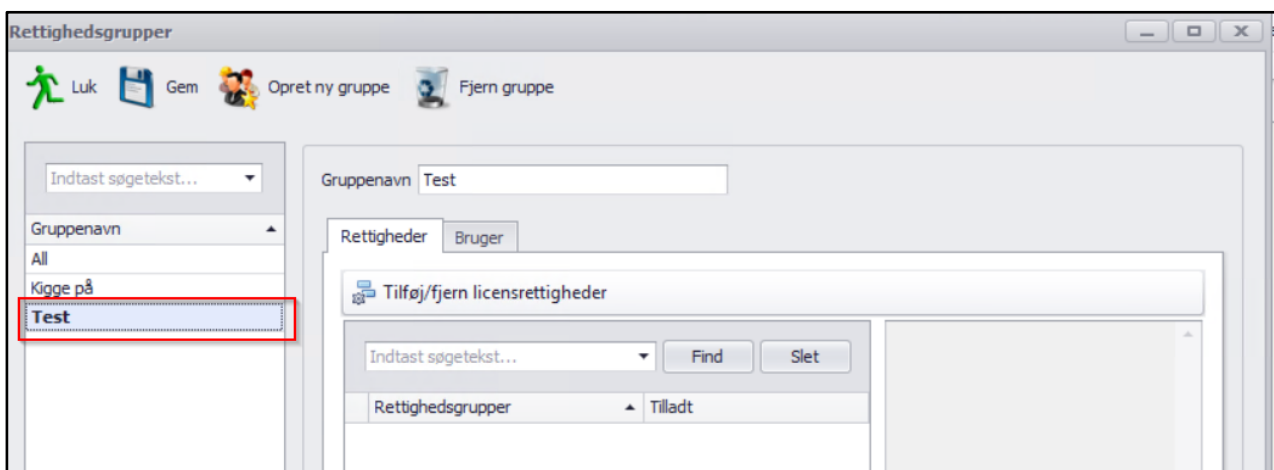 Rettighedsgrupper
Luk Gem Opret ny gruppe Fjern gruppe
Indtast søgetekst...
Gruppenavn Test
Gruppenavn
Rettigheder Bruger
All
Kigge på
Tilføj/fjern licensrettigheder
Test
Indtast søgetekst... Find Slet
Rettighedsgrupper Tilladt